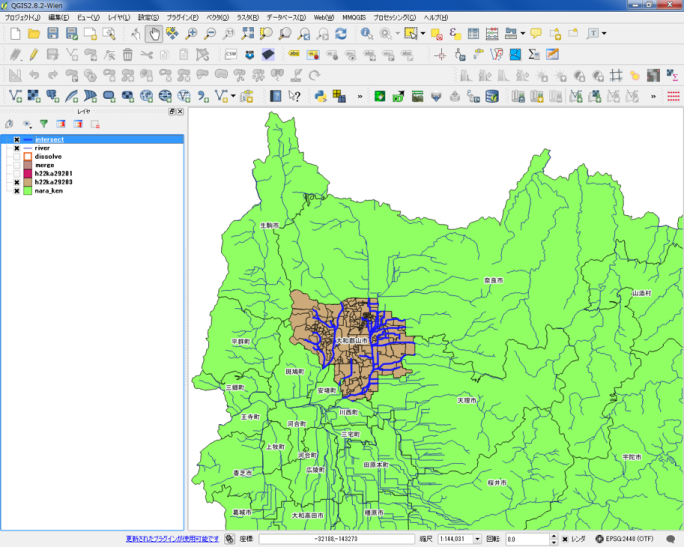 QGIS2.8.2-Wien
プロジェクト(J) 編集(E) ビュー(V) レイヤ(L) 設定(S) プラグイン(P) ベクタ(O) ラスタ(R) データベース(D) Web(W) MMQGIS プロセッシング(C) ヘルプ(H)
レイヤ
intersect
river
dissolve
merge
h22ka29201
h22ka29203
nara_ken
生駒市
奈良市
山添村
平群町
大和郡山市
斑鳩町
三郷町
安堵町
天理市
王寺町
川西町
河合町
三宅町
上牧町
河合町
広陵町
田原本町
宇陀市
香芝市
桜井市
葛城市
大和高田市
橿原市
更新されたプラグインが使用可能です
座標: -32188,-143273 縮尺 1:144,031 回転: 0.0 レンダ EPSG:2448 (OTF)